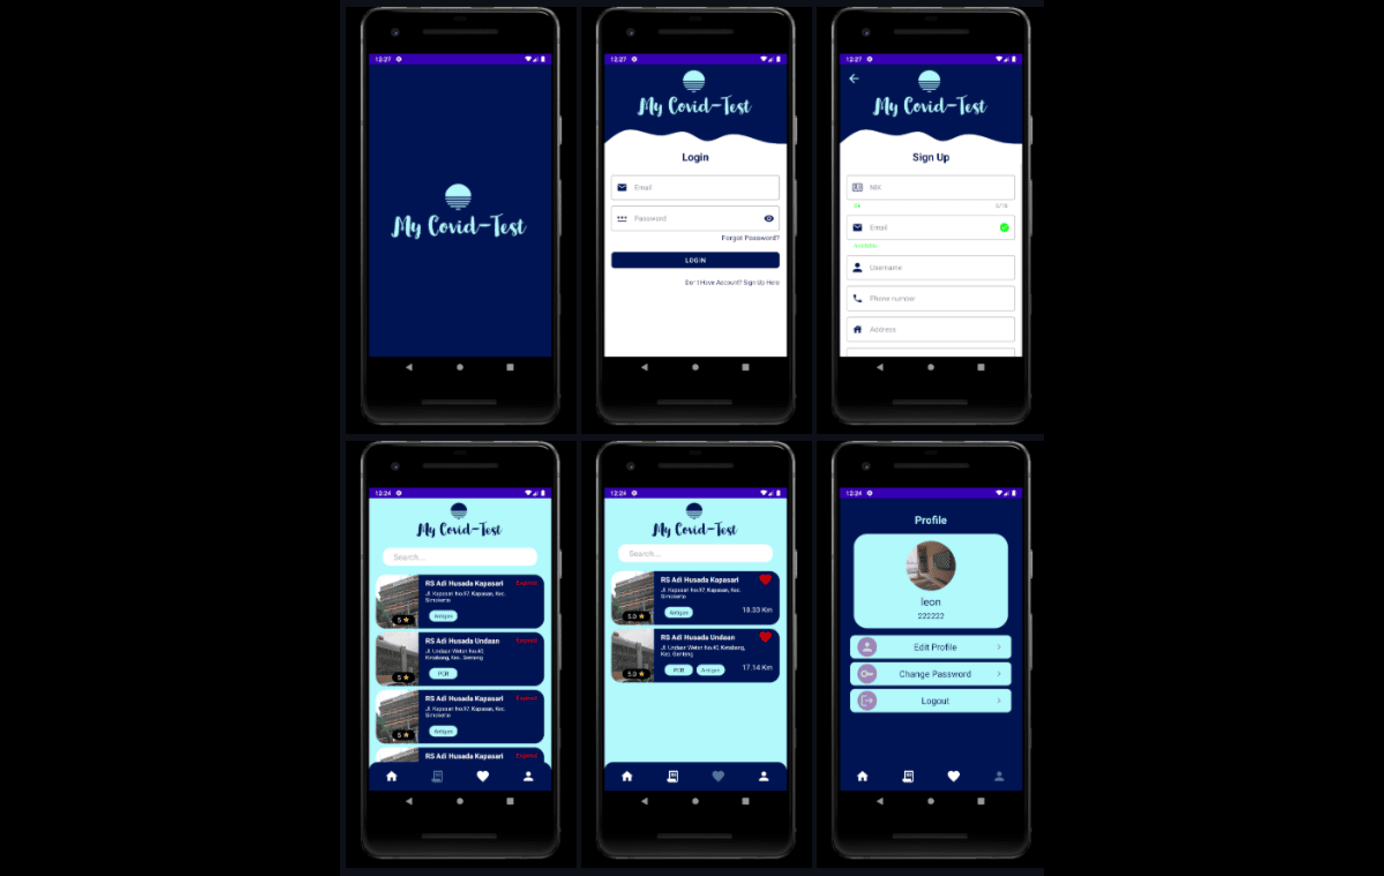 12:27
My Covid-Test
12:27
My Covid-Test
Login
Email
Password
Forgot Password?
LOGIN
Don't Have Account? Sign Up Here
12:27
My Covid-Test
Sign Up
NIK
0/16
Email
Username
Phone number
Address
12:24
My Covid-Test
Search...
RS Adi Husada Kapasari
Expired
Jl. Kapasari No.97, Kapasan, Kec.
Simokerto
Antigen
5
RS Adi Husada Undaan
Expired
Jl. Undaan Wetan No.40,
Ketabang, Kec. Genteng
PCR
5
RS Adi Husada Kapasari
Expired
Jl. Kapasari No.97, Kapasan, Kec.
Simokerto
Antigen
5
RS Adi Husada Kapasari
Expired
12:24
My Covid-Test
Search...
RS Adi Husada Kapasari
Jl. Kapasari No.97, Kapasan, Kec.
Simokerto
Antigen
5.0
18.33 Km
RS Adi Husada Undaan
Jl. Undaan Wetan No.40, Ketabang,
Kec. Genteng
PCR Antigen
5.0
17.14 Km
12:24
Profile
leon
222222
Edit Profile
Change Password
Logout